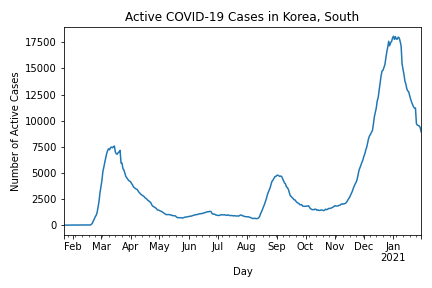 Active COVID-19 Cases in Korea, South
Number of Active Cases
17500
15000
12500
10000
7500
5000
2500
0
Feb Mar Apr May Jun Jul Aug Sep Oct Nov Dec Jan
2021
Day